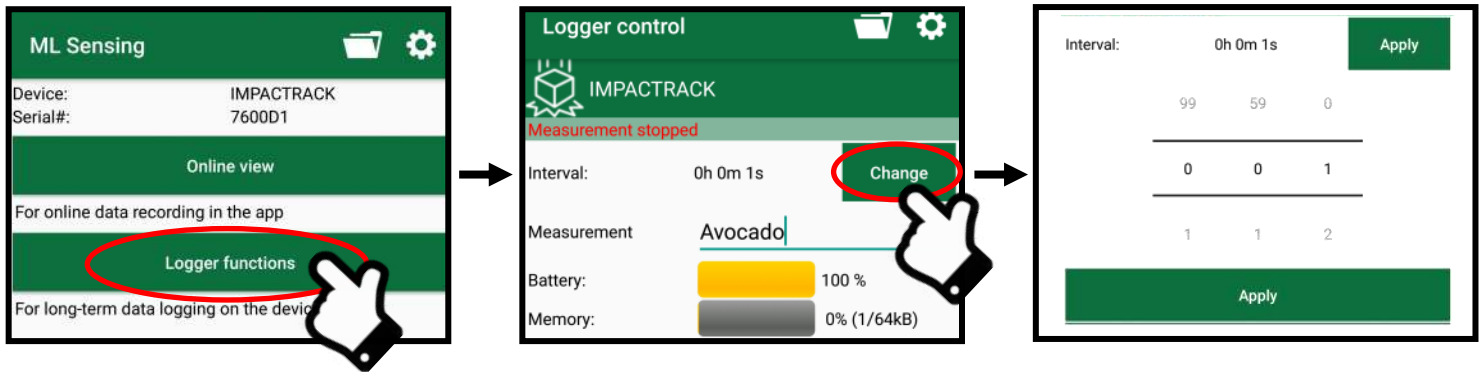 ML Sensing
Device: IMPACTRACK
Serial#: 7600D1
Online view
For online data recording in the app
Logger functions
For long-term data logging on the devic
Logger control
IMPACTRACK
Measurement stopped
Interval: 0h 0m 1s Change
Measurement Avocado
Battery: 100 %
Memory: 0% (1/64kB)
Interval: 0h 0m 1s Apply
99 59 0
0 0 1
1 1 2
Apply